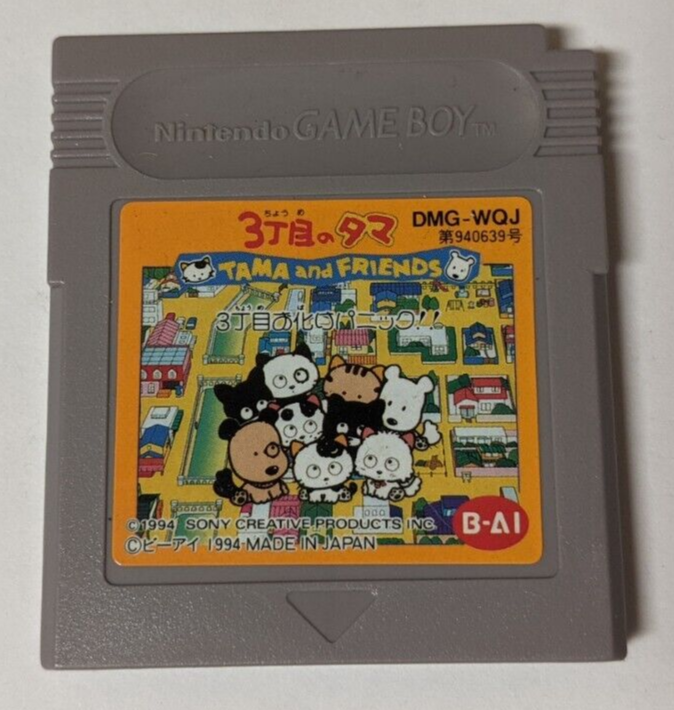 Nintendo GAME BOY TM
ちょうめ
3丁目のタマ
DMG-WQJ
第940639号
TAMA and FRIENDS
3丁目お化けパニック!!
©1994 SONY CREATIVE PRODUCTS INC.
©ビーアイ 1994 MADE IN JAPAN
B-AI